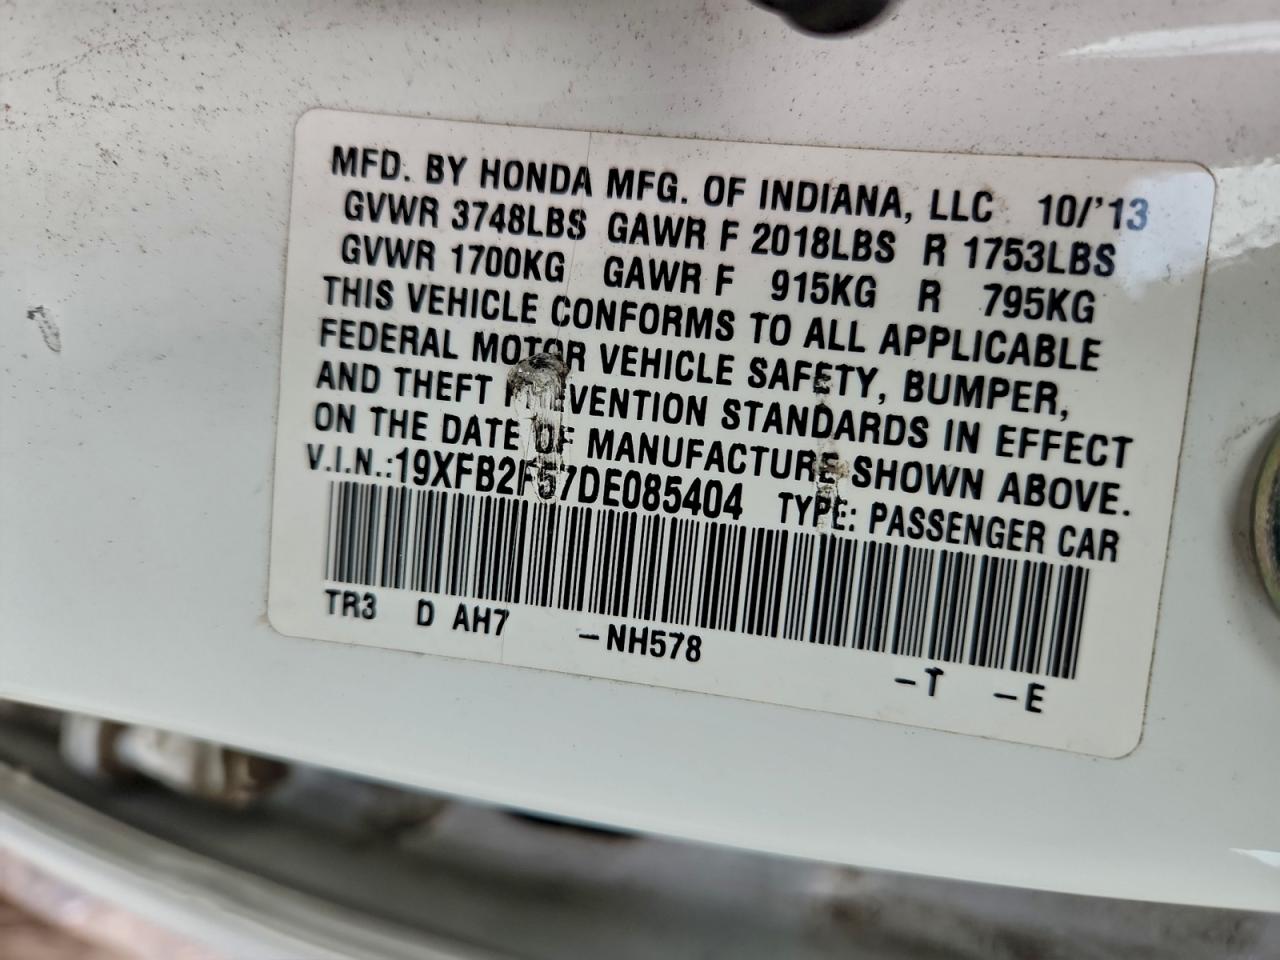 MFD. BY HONDA MFG. OF INDIANA, LLC 10/'13
GVWR 3748LBS GAWR F 2018LBS R 1753LBS
GVWR 1700KG GAWR F 915KG R 795KG
THIS VEHICLE CONFORMS TO ALL APPLICABLE
FEDERAL MOTOR VEHICLE SAFETY, BUMPER,
AND THEFT PREVENTION STANDARDS IN EFFECT
ON THE DATE OF MANUFACTURE SHOWN ABOVE.
V.I.N.:19XFB2F57DE085404 TYPE: PASSENGER CAR
TR3 D AH7 –NH578 –T –E